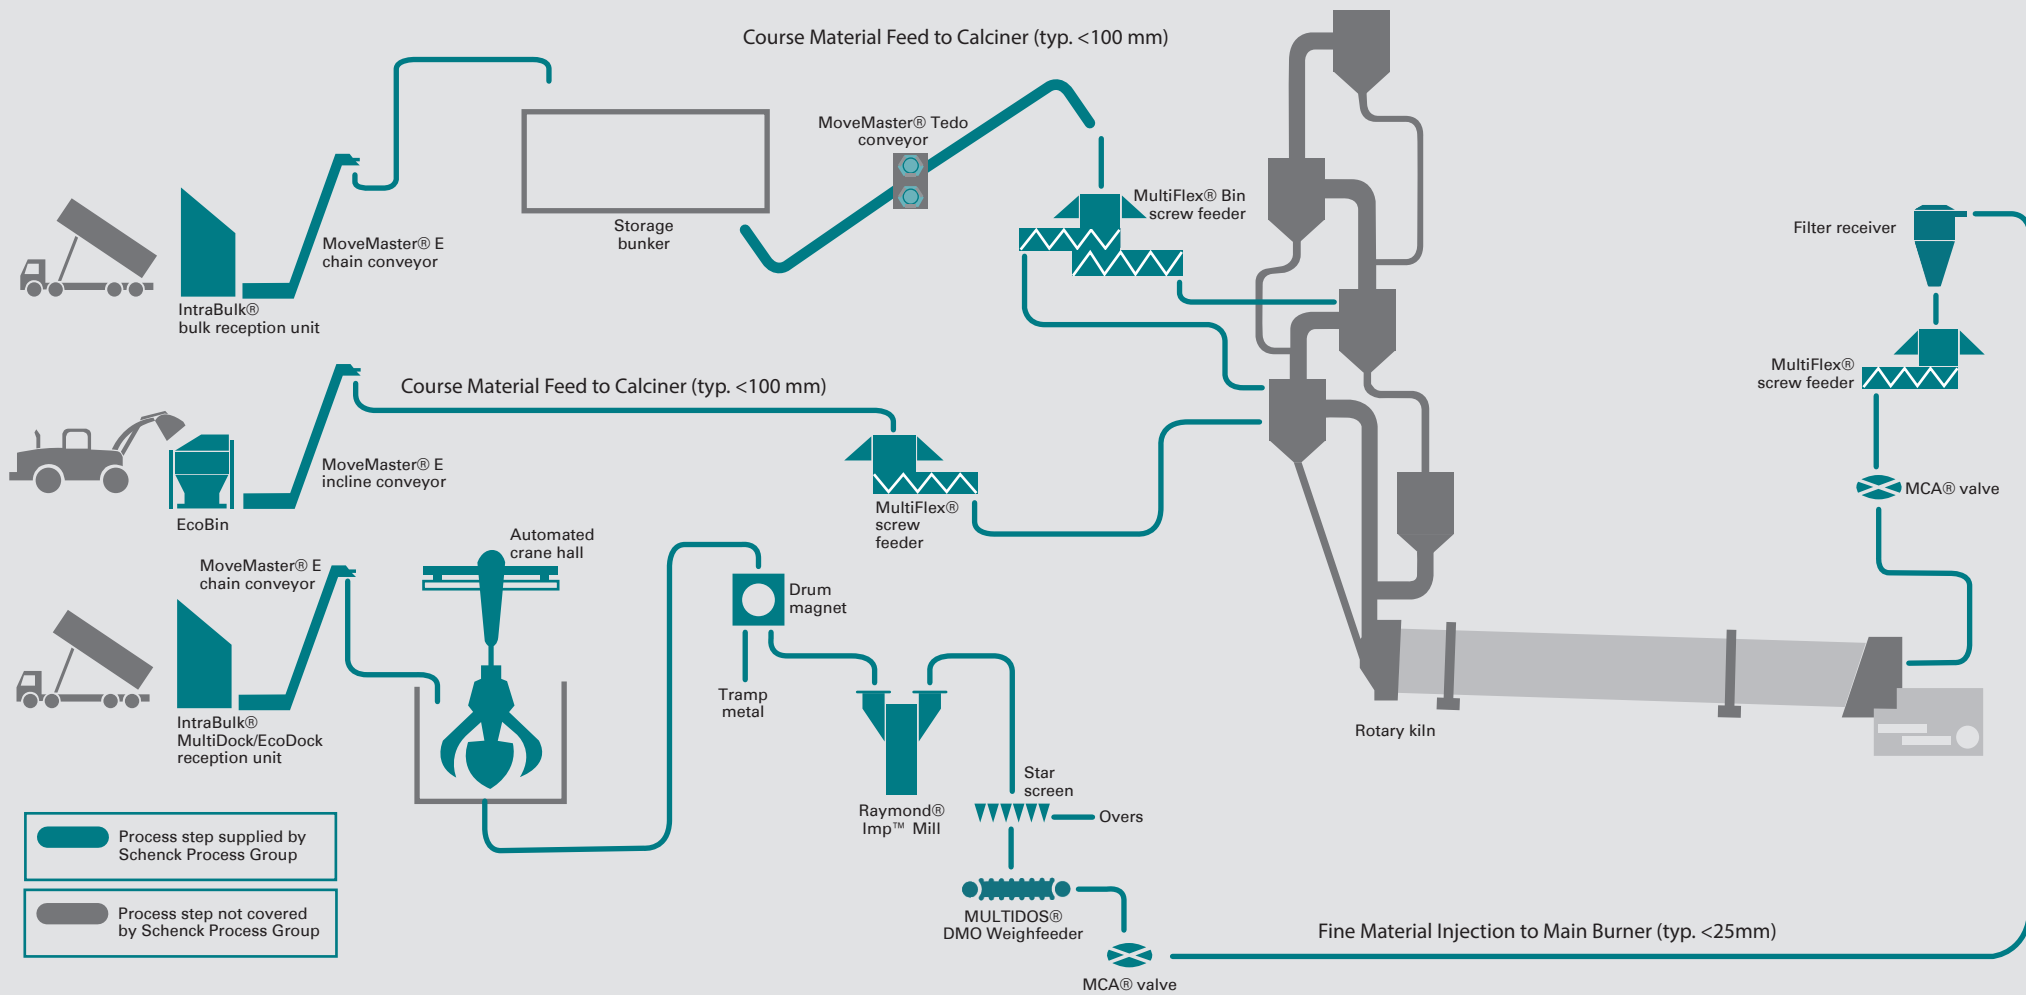 Course Material Feed to Calciner (typ. <100 mm)
MoveMaster® Tedo
conveyor
MultiFlex® Bin
screw feeder
Storage
bunker
MoveMaster® E
chain conveyor
IntraBulk®
bulk reception unit
Filter receiver
MultiFlex®
screw feeder
Course Material Feed to Calciner (typ. <100 mm)
MoveMaster® E
incline conveyor
EcoBin
MultiFlex®
screw
feeder
MCA® valve
Automated
crane hall
MoveMaster® E
chain conveyor
Drum
magnet
Tramp
metal
IntraBulk®
MultiDock/EcoDock
reception unit
Rotary kiln
Star
screen
Raymond®
Imp™ Mill
Overs
Process step supplied by
Schenck Process Group
Process step not covered
by Schenck Process Group
MULTIDOS®
DMO Weighfeeder
Fine Material Injection to Main Burner (typ. <25mm)
MCA® valve